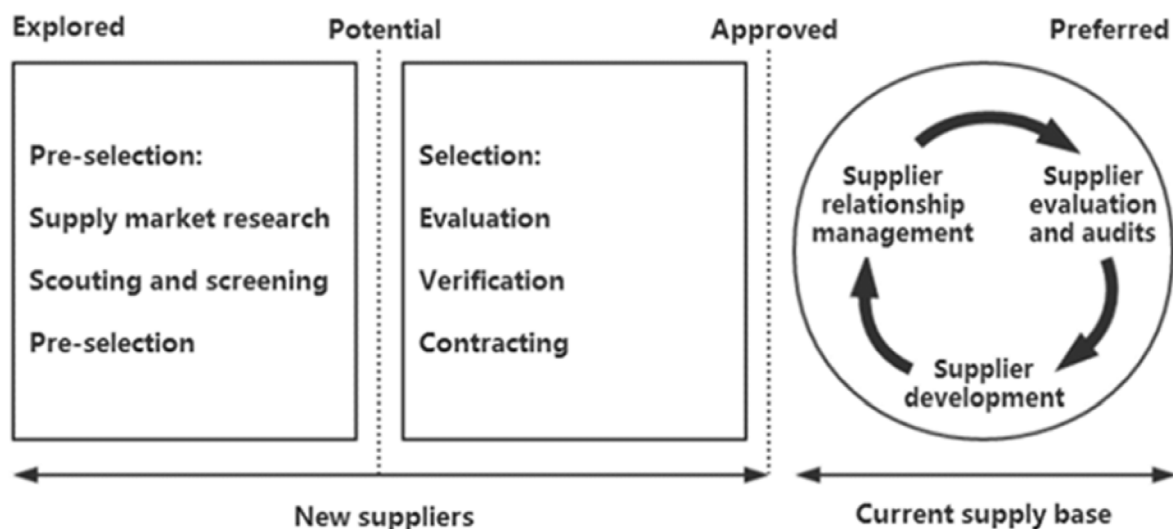 Explored
Potential
Approved
Preferred
Pre-selection:
Supply market research
Scouting and screening
Pre-selection
Selection:
Evaluation
Verification
Contracting
Supplier
relationship
management
Supplier
evaluation
and audits
Supplier
development
New suppliers
Current supply base